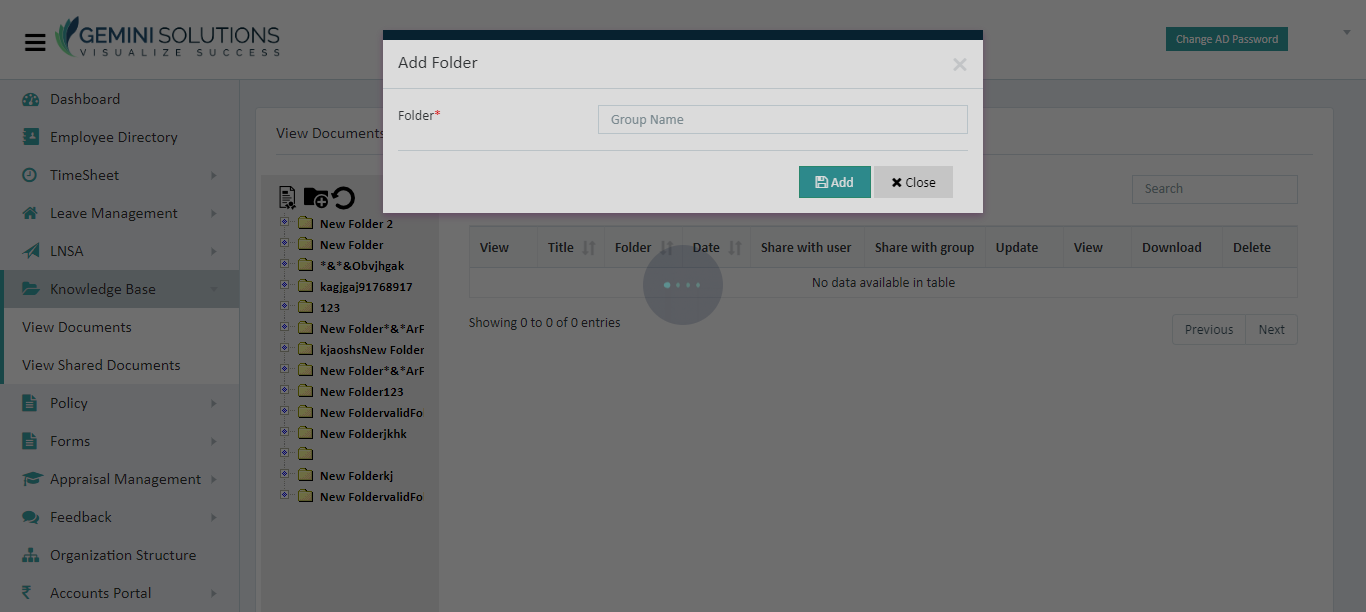 GEMINI SOLUTIONS
VISUALIZE SUCCESS
Change AD Password
Add Folder
Folder*
Group Name
Add
Close
Dashboard
Employee Directory
TimeSheet
Leave Management
LNSA
Knowledge Base
View Documents
View Shared Documents
Policy
Forms
Appraisal Management
Feedback
Organization Structure
Accounts Portal
View Documents
New Folder 2
New Folder
*&*&Obvjhgak
kagjgaj91768917
123
New Folder*&*ArF
kjaoshsNew Folder
New Folder*&*ArF
New Folder123
New FoldervalidFo
New Folderjkhk
New Folderkj
New FoldervalidFo
Search
View Title Folder Date Share with user Share with group Update View Download Delete
No data available in table
Showing 0 to 0 of 0 entries
Previous Next